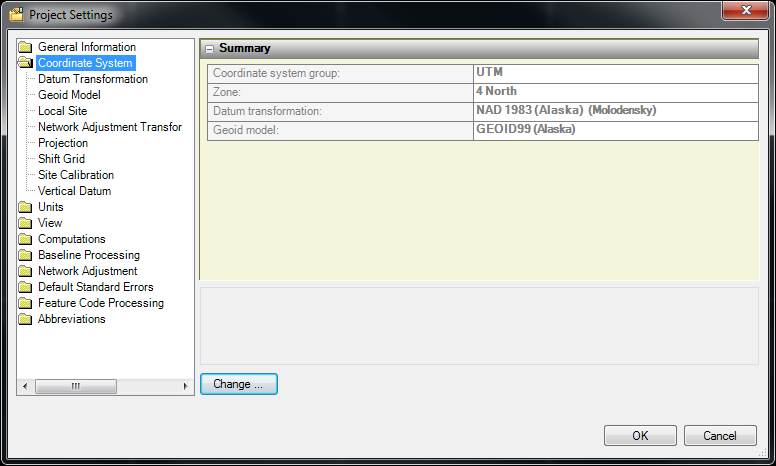 Project Settings
General Information
Coordinate System
Datum Transformation
Geoid Model
Local Site
Network Adjustment Transfor
Projection
Shift Grid
Site Calibration
Vertical Datum
Units
View
Computations
Baseline Processing
Network Adjustment
Default Standard Errors
Feature Code Processing
Abbreviations
Summary
Coordinate system group: UTM
Zone: 4 North
Datum transformation: NAD 1983 (Alaska) (Molodensky)
Geoid model: GEOID99 (Alaska)
Change ...
OK Cancel